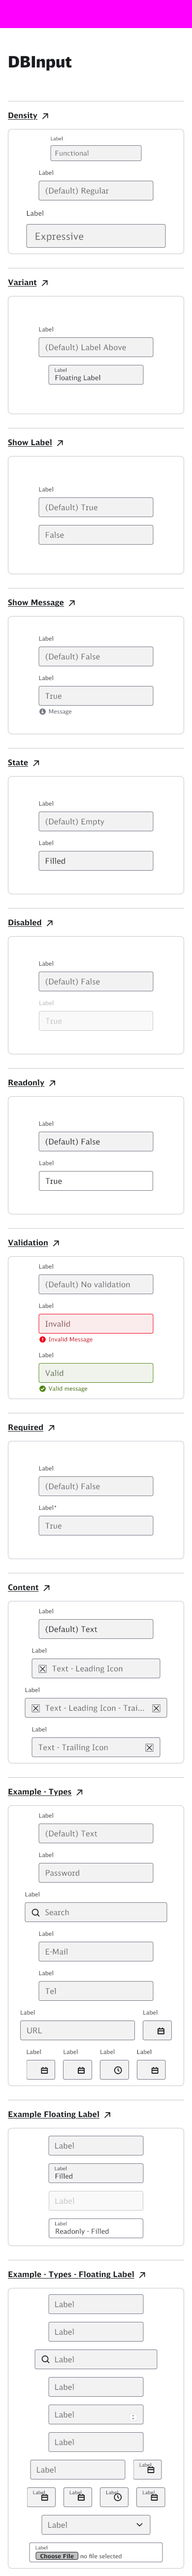 DBInput
Density
Label
Functional
Label
(Default) Regular
Label
Expressive
Variant
Label
(Default) Label Above
Label
Floating Label
Show Label
Label
(Default) True
False
Show Message
Label
(Default) False
Label
True
Message
State
Label
(Default) Empty
Label
Filled
Disabled
Label
(Default) False
Label
True
Readonly
Label
(Default) False
Label
True
Validation
Label
(Default) No validation
Label
Invalid
Invalid Message
Label
Valid
Valid message
Required
Label
(Default) False
Label*
True
Content
Label
(Default) Text
Label
Text - Leading Icon
Label
Text - Leading Icon - Trai...
Label
Text - Trailing Icon
Example - Types
Label
(Default) Text
Label
Password
Label
Search
Label
E-Mail
Label
Tel
Label Label
URL
Label Label Label Label
Example Floating Label
Label
Label
Filled
Label
Label
Readonly - Filled
Example - Types - Floating Label
Label
Label
Label
Label
Label
Label
Label Label
Label Label Label Label
Label
Label
Choose File no file selected